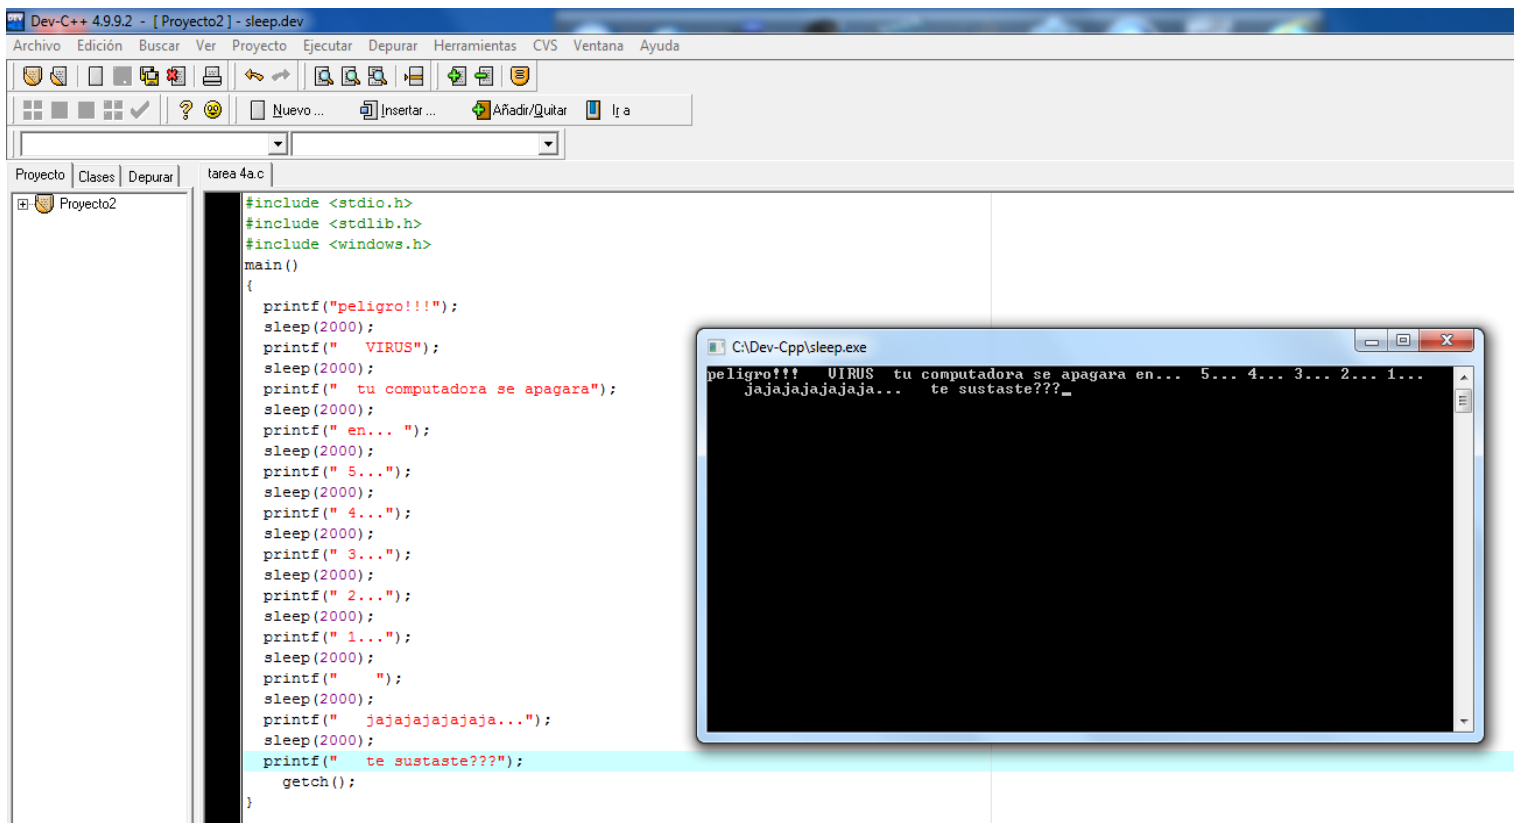 Dev-C++ 4.9.9.2 - [ Proyecto2 ] - sleep.dev
Archivo Edición Buscar Ver Proyecto Ejecutar Depurar Herramientas CVS Ventana Ayuda
Nuevo ... Insertar ... Añadir/Quitar Ir a
Proyecto Clases Depurar
tarea 4a.c
Proyecto2
#include <stdio.h>
#include <stdlib.h>
#include <windows.h>
main()
{
printf("peligro!!!");
sleep(2000);
printf("   VIRUS");
sleep(2000);
printf("  tu computadora se apagara");
sleep(2000);
printf(" en... ");
sleep(2000);
printf(" 5...");
sleep(2000);
printf(" 4...");
sleep(2000);
printf(" 3...");
sleep(2000);
printf(" 2...");
sleep(2000);
printf(" 1...");
sleep(2000);
printf("    ");
sleep(2000);
printf("   jajajajajajaja...");
sleep(2000);
printf("   te sustaste???");
getch();
}
C:\Dev-Cpp\sleep.exe
peligro!!!   VIRUS  tu computadora se apagara en...  5... 4... 3... 2... 1...
jajajajajajaja...   te sustaste???_